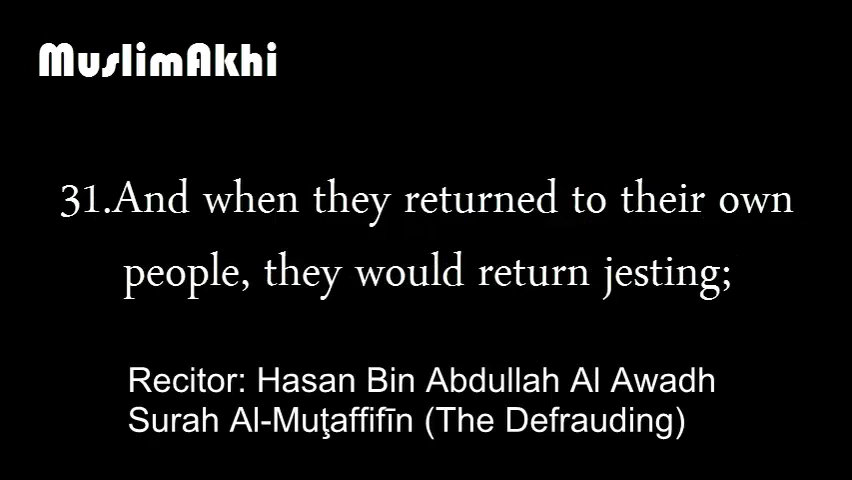 MuslimAkhi
31.And when they returned to their own
people, they would return jesting;
Recitor: Hasan Bin Abdullah Al Awadh
Surah Al-Muţaffifīn (The Defrauding)